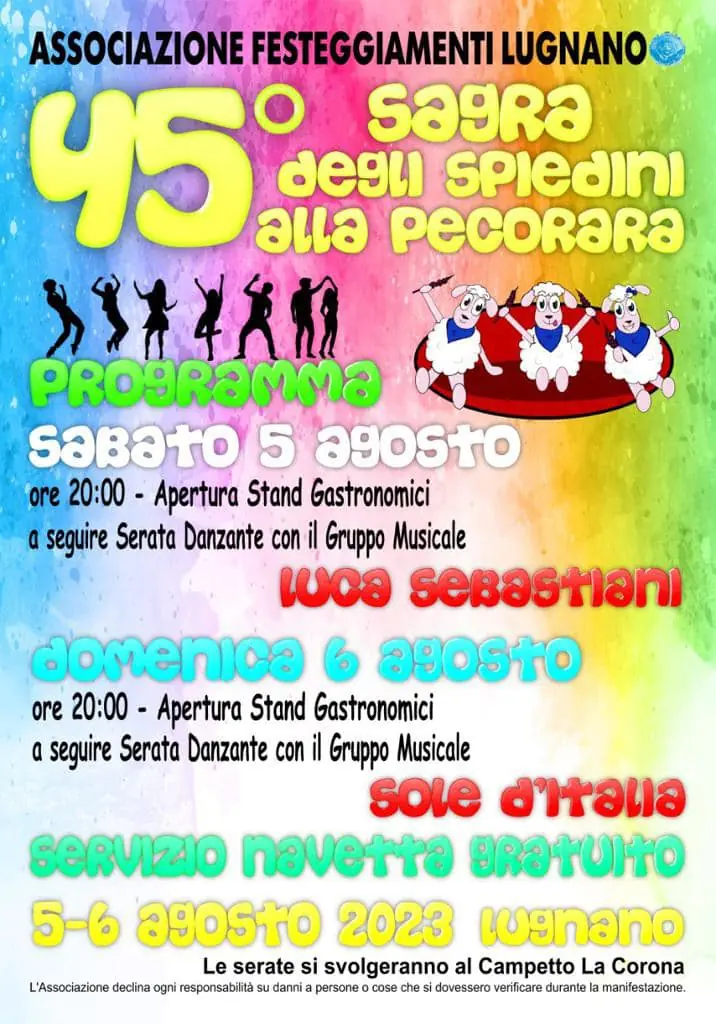 ASSOCIAZIONE FESTEGGIAMENTI LUGNANO
45° SAGRA
DEGLI SPIEDINI
ALLA PECORARA
PROGRAMMA
SABATO 5 AGOSTO
ore 20:00 - Apertura Stand Gastronomici
a seguire Serata Danzante con il Gruppo Musicale
LUCA SEBASTIANI
DOMENICA 6 AGOSTO
ore 20:00 - Apertura Stand Gastronomici
a seguire Serata Danzante con il Gruppo Musicale
SOLE D'ITALIA
SERVIZIO NAVETTA GRATUITO
5-6 AGOSTO 2023 LUGNANO
Le serate si svolgeranno al Campetto La Corona
L'Associazione declina ogni responsabilità su danni a persone o cose che si dovessero verificare durante la manifestazione.